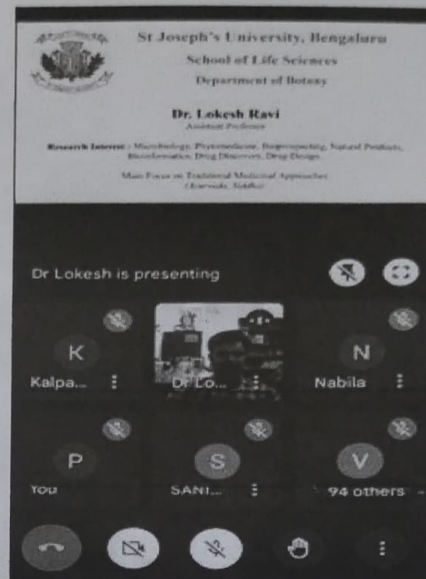 St Joseph's University, Bengaluru
School of Life Sciences
Department of Botany
Dr. Lokesh Ravi
Assistant Professor
Research Interest : Microbiology, Phytomedicine, Bioprospecting, Natural Products,
Bioinformatics, Drug Discovery, Drug Design.
Main Focus on Traditional Medicinal Approaches
(Ayurveda, Siddha)
Dr Lokesh is presenting
K
N
Kalpa...
Dr Lo...
Nabila
P
S
V
You
SANI...
94 others